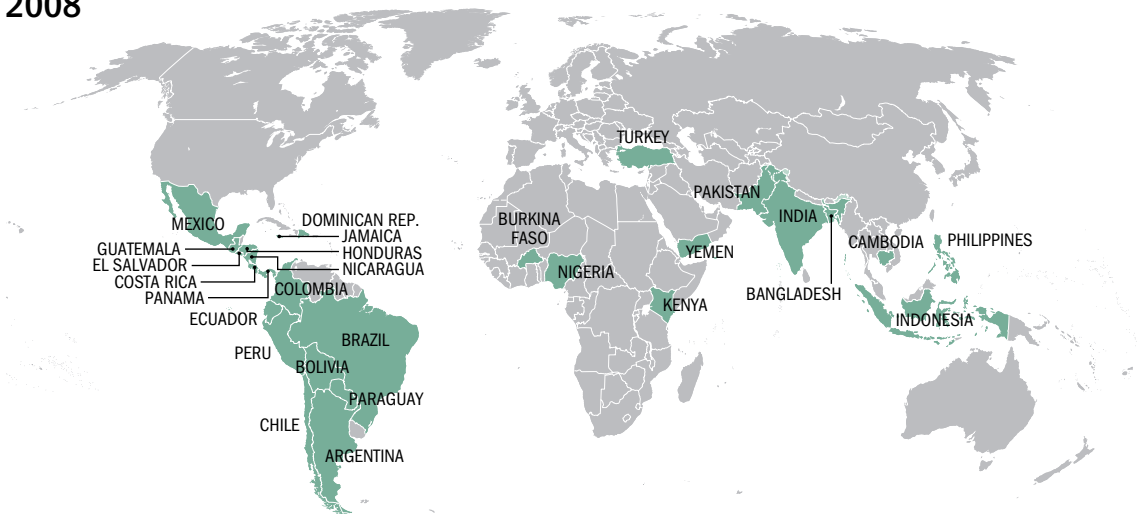 2008
TURKEY
PAKISTAN
MEXICO
DOMINICAN REP.
JAMAICA
BURKINA
FASO
INDIA
GUATEMALA
HONDURAS
CAMBODIA
PHILIPPINES
EL SALVADOR
NICARAGUA
YEMEN
COSTA RICA
NIGERIA
PANAMA
COLOMBIA
BANGLADESH
KENYA
ECUADOR
INDONESIA
BRAZIL
PERU
BOLIVIA
PARAGUAY
CHILE
ARGENTINA